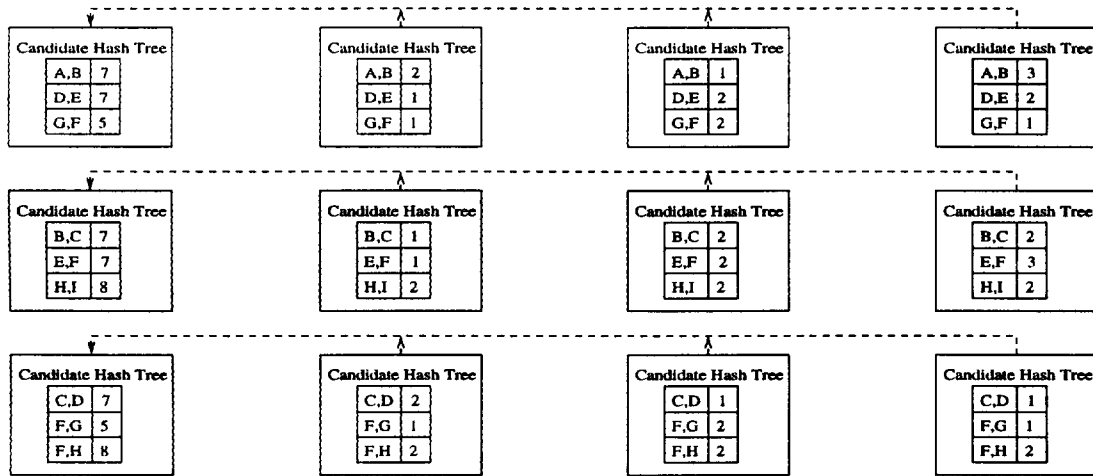 Candidate Hash Tree Candidate Hash Tree Candidate Hash Tree Candidate Hash Tree
A,B 7 A,B 2 A,B 1 A,B 3
D,E 7 D,E 1 D,E 2 D,E 2
G,F 5 G,F 1 G,F 2 G,F 1
Candidate Hash Tree Candidate Hash Tree Candidate Hash Tree Candidate Hash Tree
B,C 7 B,C 1 B,C 2 B,C 2
E,F 7 E,F 1 E,F 2 E,F 3
H,I 8 H,I 2 H,I 2 H,I 2
Candidate Hash Tree Candidate Hash Tree Candidate Hash Tree Candidate Hash Tree
C,D 7 C,D 2 C,D 1 C,D 1
F,G 5 F,G 1 F,G 2 F,G 1
F,H 8 F,H 2 F,H 2 F,H 2